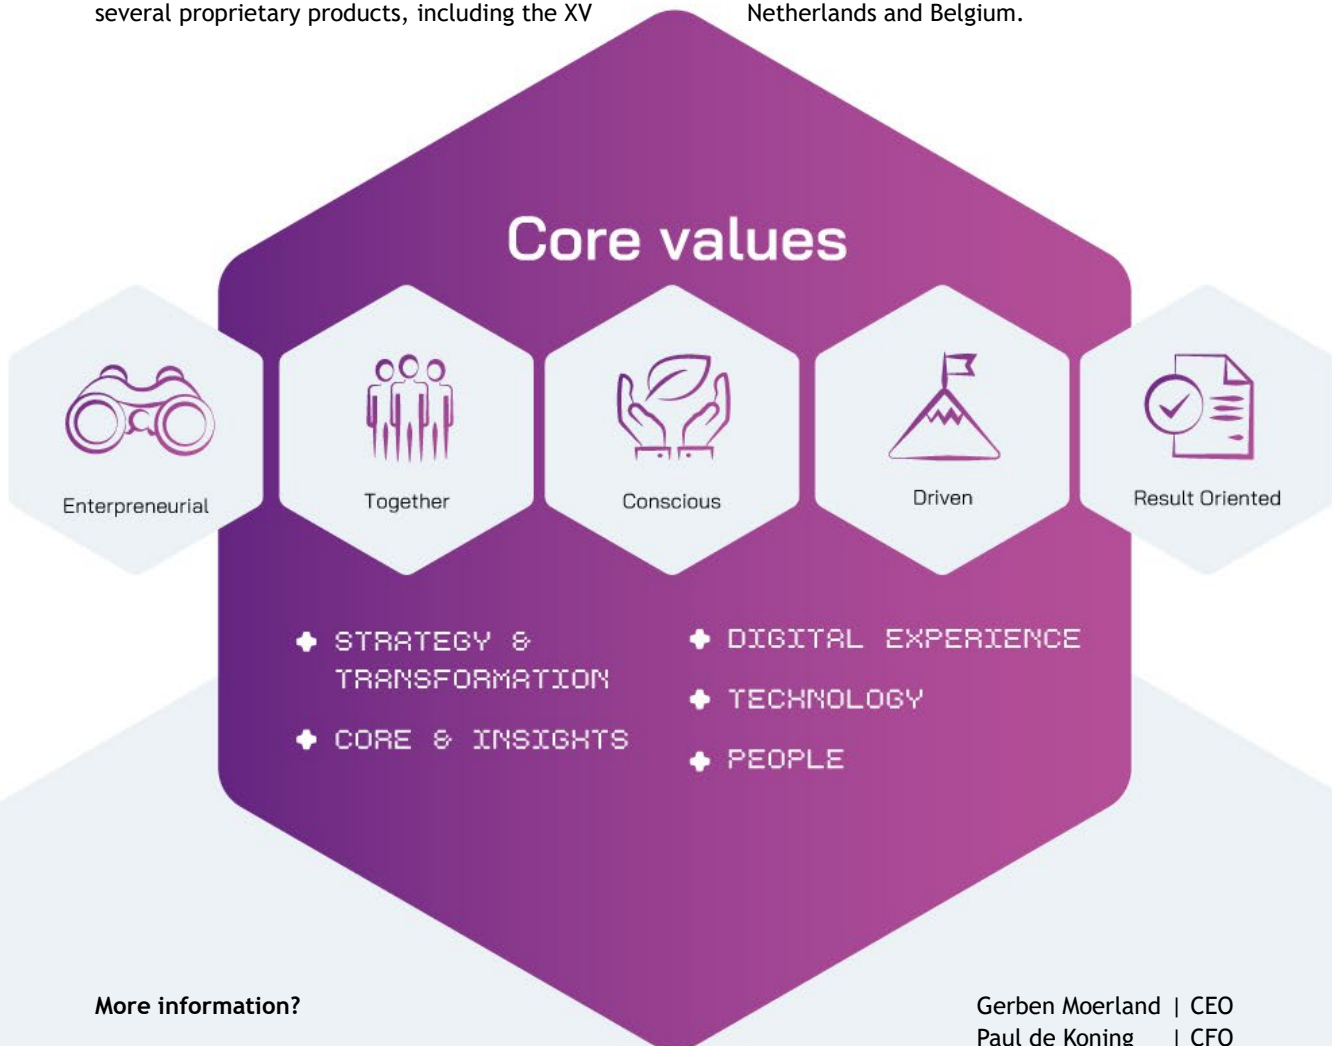 several proprietary products, including the XV
Netherlands and Belgium.
Core values
Enterpreneurial
Together
Conscious
Driven
Result Oriented
STRATEGY &
TRANSFORMATION
CORE & INSIGHTS
DIGITAL EXPERIENCE
TECHNOLOGY
PEOPLE
More information?
Gerben Moerland | CEO
Paul de Koning | CFO